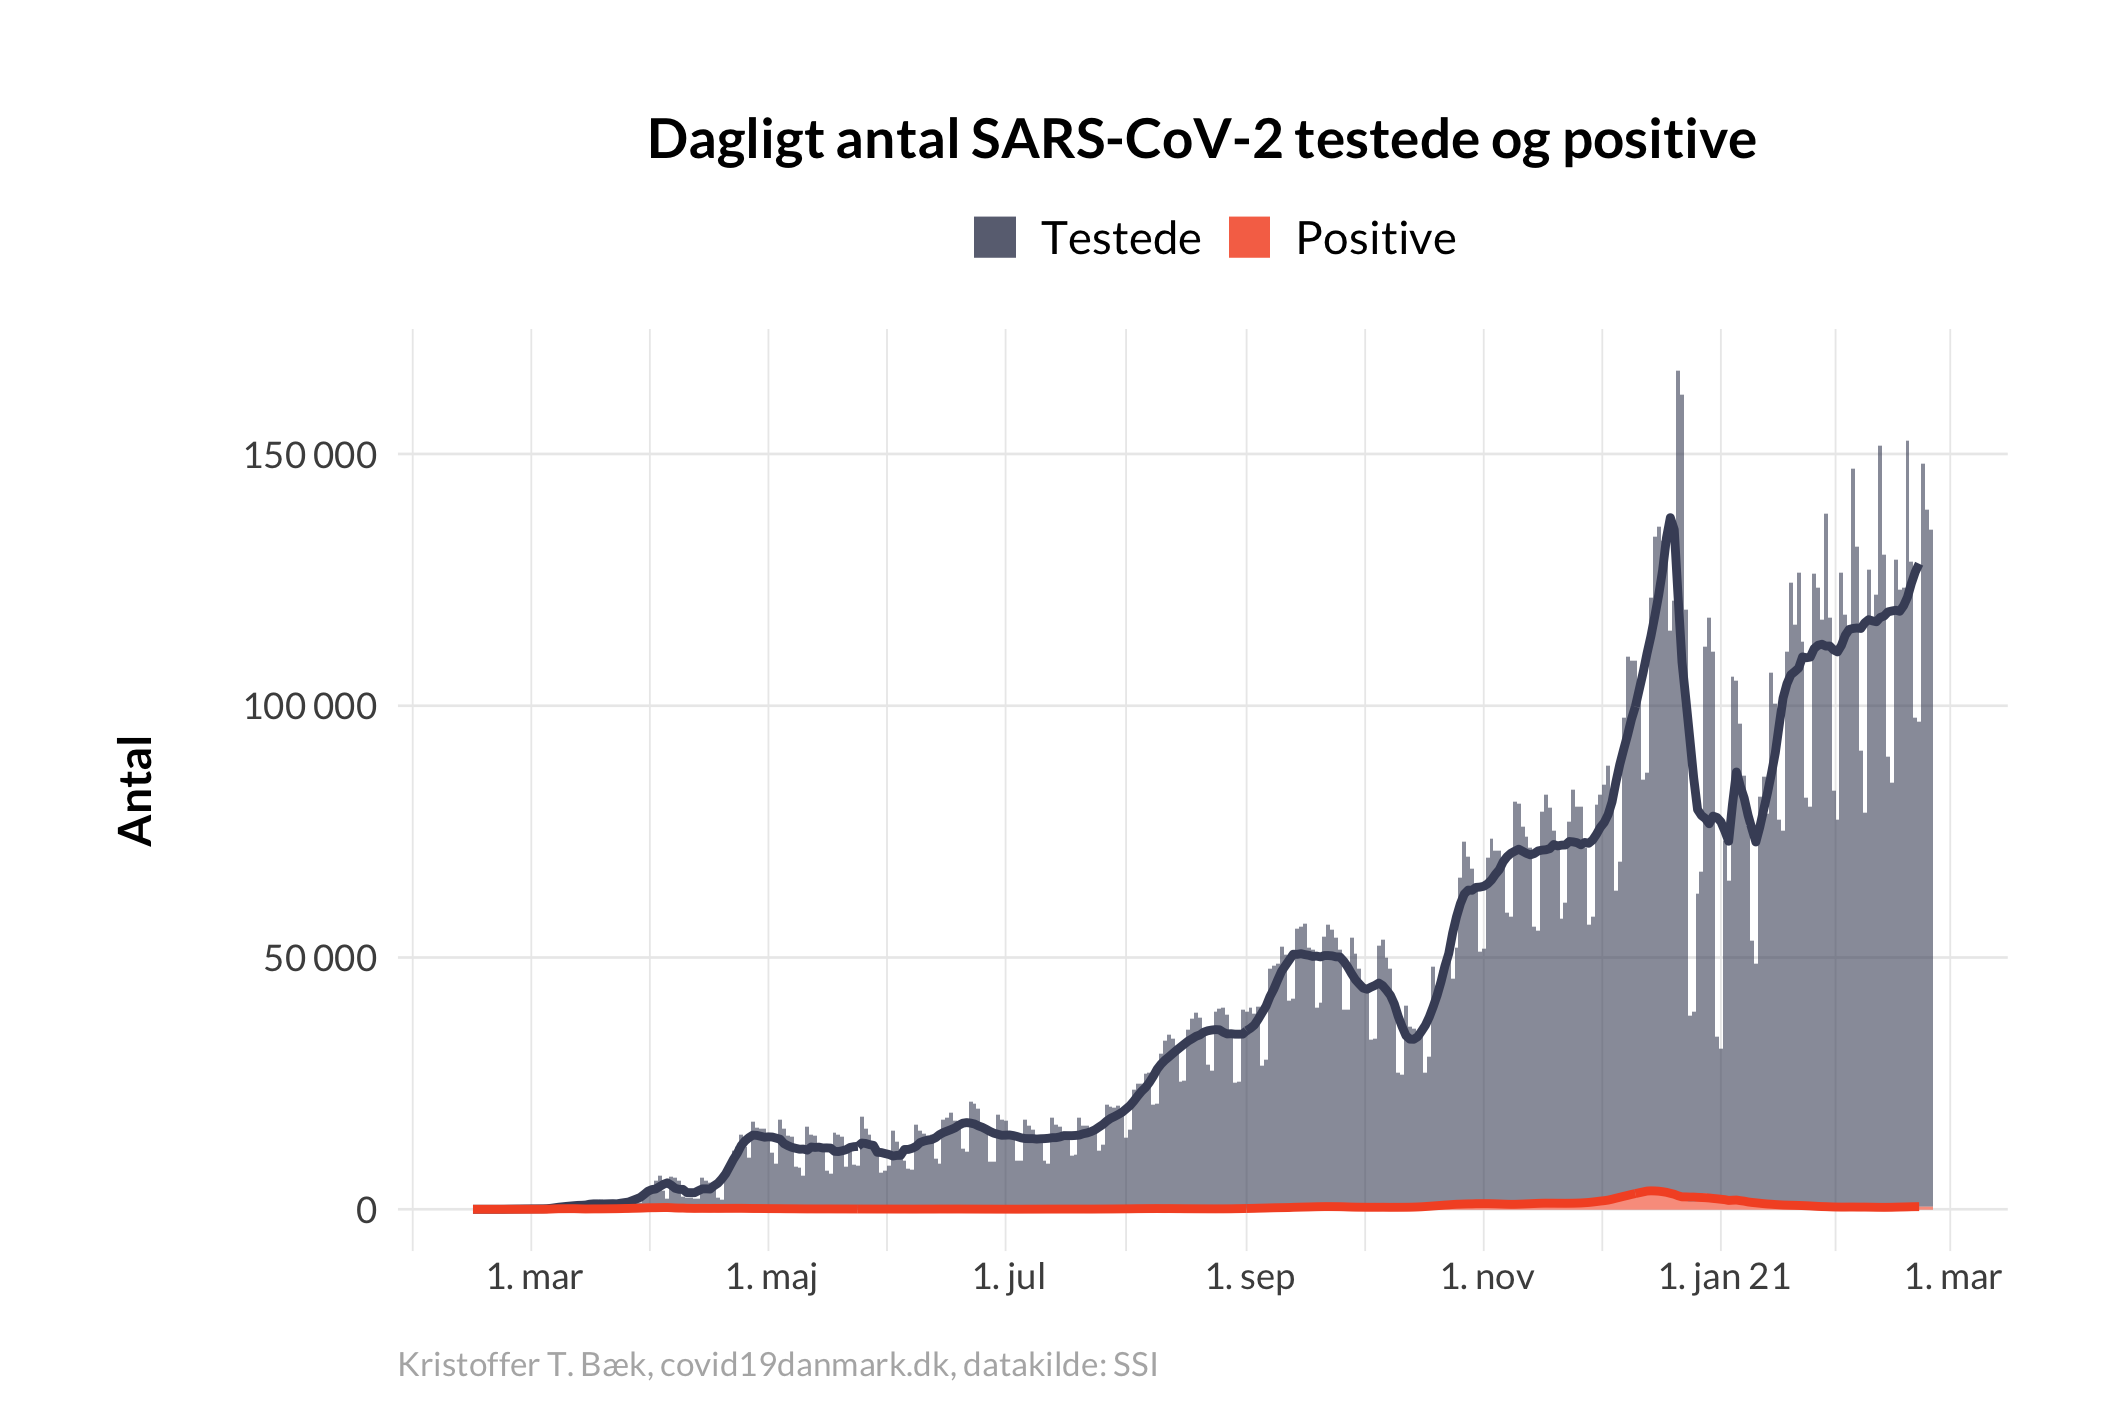 Dagligt antal SARS-CoV-2 testede og positive
Testede Positive
Antal
150 000
100 000
50 000
0
1. mar 1. maj 1. jul 1. sep 1. nov 1. jan 21 1. mar
Kristoffer T. Bæk, covid19danmark.dk, datakilde: SSI